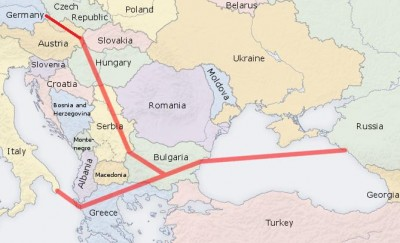 Belarus
Czech
Republic
Poland
Germany
Slovakia
Ukraine
Austria
Hungary
Moldova
Slovenia
Croatia
Romania
Bosnia and
Herzegovina
Serbia
Russia
Monte-
negro
Italy
Bulgaria
Albania
Macedonia
Georgia
Greece
Turkey